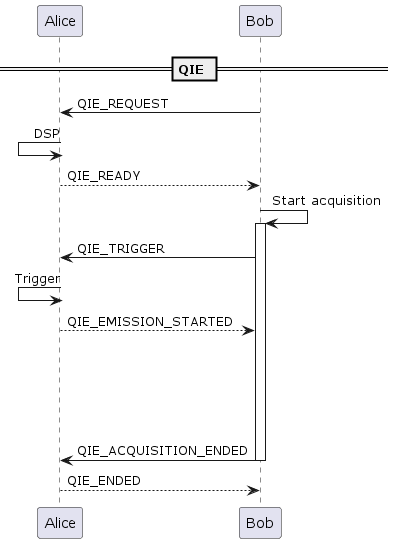 Alice Bob
QIE
QIE_REQUEST
DSP
QIE_READY
Start acquisition
QIE_TRIGGER
Trigger
QIE_EMISSION_STARTED
QIE_ACQUISITION_ENDED
QIE_ENDED
Alice Bob